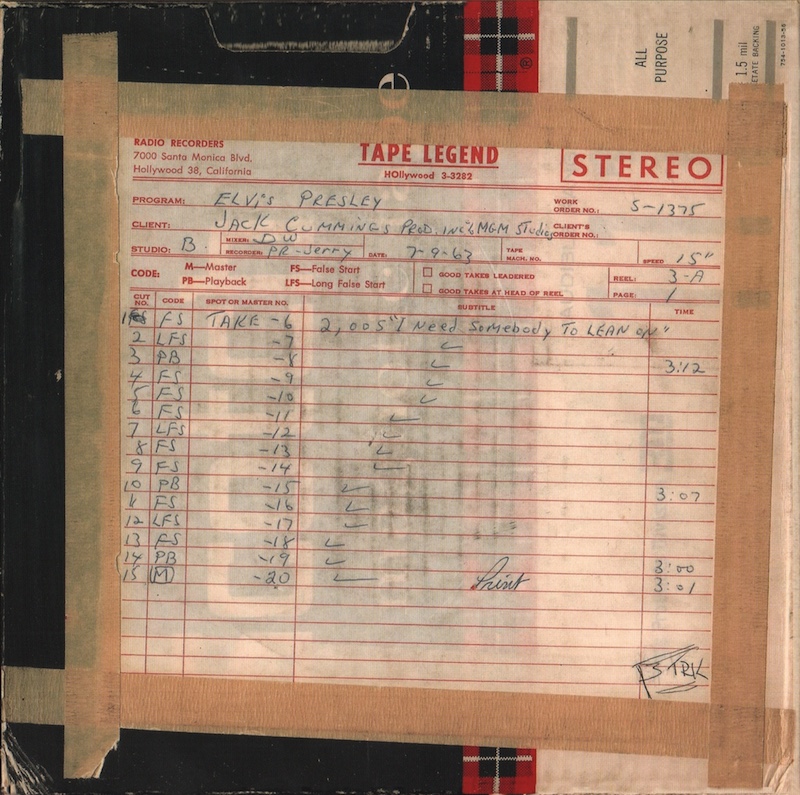 ALL PURPOSE
1.5 mil
RADIO RECORDERS
7000 Santa Monica Blvd.
Hollywood 38, California
TAPE LEGEND
HOllywood 3-3282
STEREO
PROGRAM: ELVIS PRESLEY WORK ORDER NO.: S-1375
CLIENT: JACK CUMMINGS PROD. INC & MGM Studios CLIENT'S ORDER NO.:
STUDIO: B MIXER: DW RECORDER: PR-Jerry DATE: 7-9-63 TAPE MACH. NO. SPEED 15"
CODE: M—Master FS—False Start GOOD TAKES LEADERED REEL: 3-A
PB—Playback LFS—Long False Start GOOD TAKES AT HEAD OF REEL PAGE: 1
CUT NO. CODE SPOT OR MASTER NO. SUBTITLE TIME
1 FS TAKE -6 2,005 "I Need Somebody To LEAN ON"
2 LFS -7 ✓
3 PB -8 ✓ 3:12
4 FS -9 ✓
5 FS -10 ✓
6 FS -11 ✓
7 LFS -12 ✓
8 FS -13 ✓
9 FS -14 ✓
10 PB -15 ✓ 3:07
11 FS -16 ✓
12 LFS -17 ✓
13 FS -18 ✓
14 PB -19 ✓ 3:00
15 (M) -20 ✓ Print 3:01
3 TRK